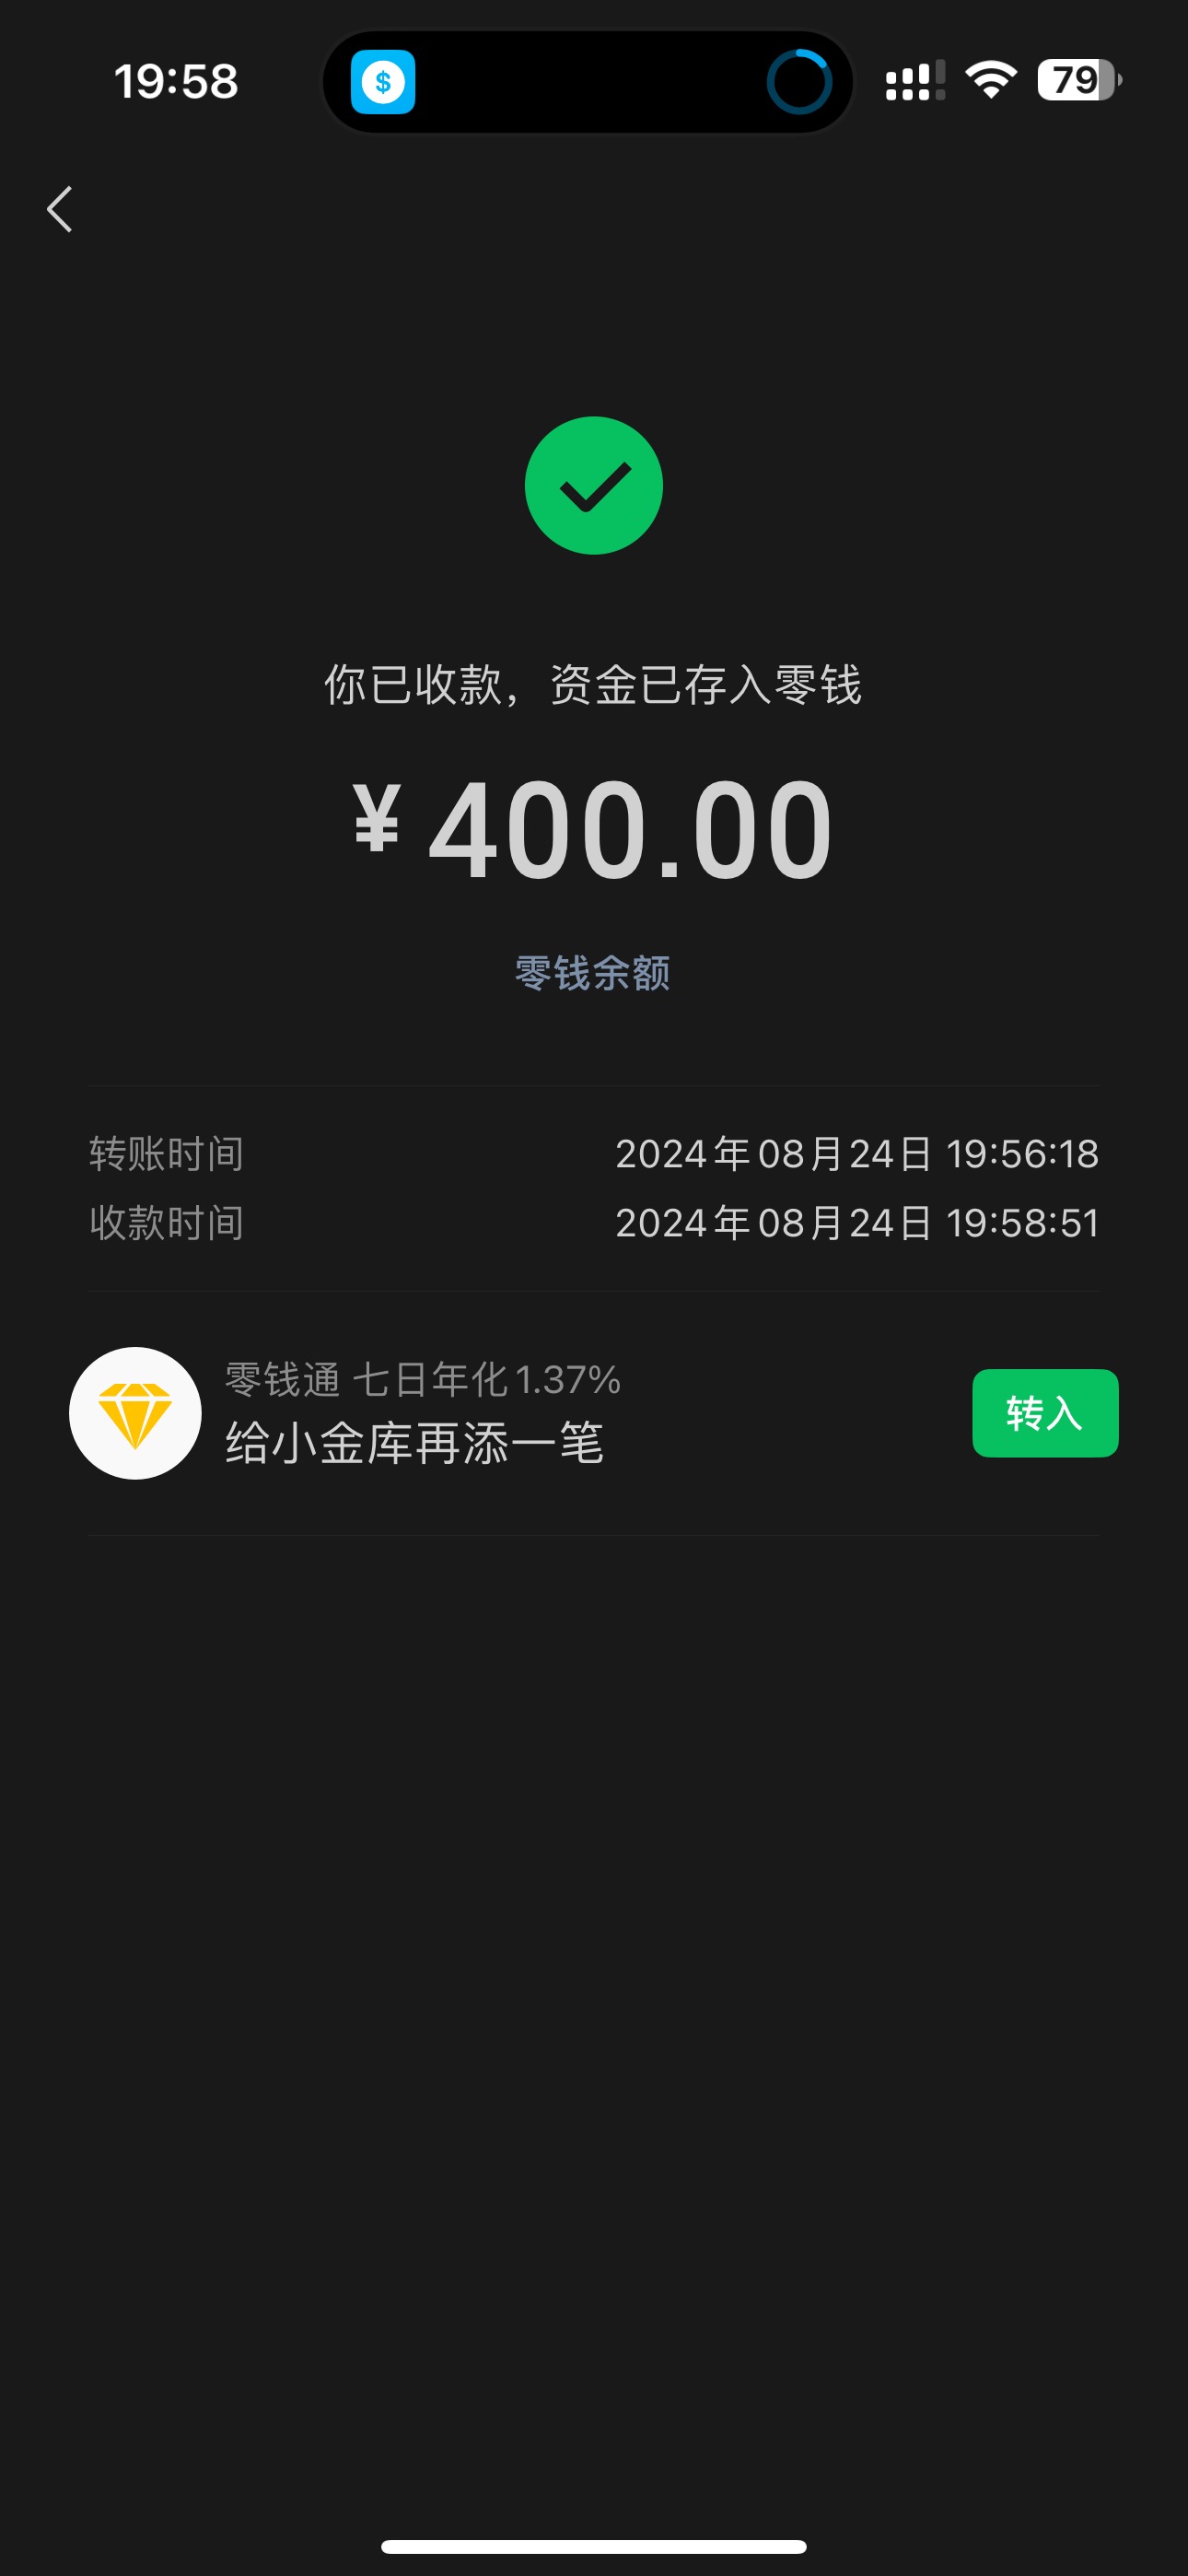 19:58
$
79
你已收款，资金已存入零钱
¥400.00
零钱余额
转账时间 2024年08月24日 19:56:18
收款时间 2024年08月24日 19:58:51
零钱通 七日年化1.37%
给小金库再添一笔
转入